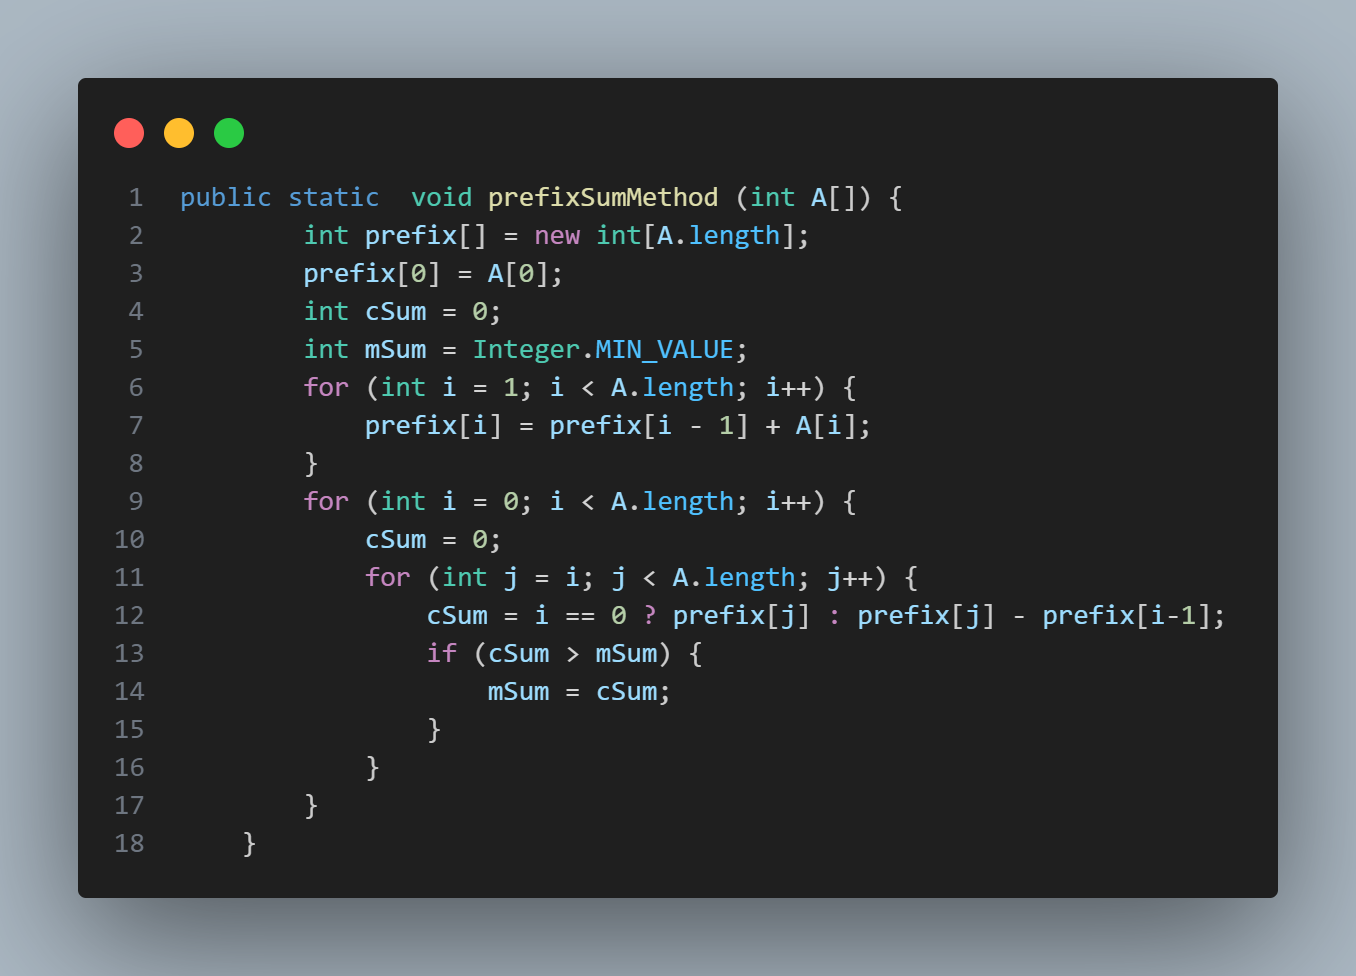 1 public static  void prefixSumMethod (int A[]) {
2         int prefix[] = new int[A.length];
3         prefix[0] = A[0];
4         int cSum = 0;
5         int mSum = Integer.MIN_VALUE;
6         for (int i = 1; i < A.length; i++) {
7             prefix[i] = prefix[i - 1] + A[i];
8         }
9         for (int i = 0; i < A.length; i++) {
10             cSum = 0;
11             for (int j = i; j < A.length; j++) {
12                 cSum = i == 0 ? prefix[j] : prefix[j] - prefix[i-1];
13                 if (cSum > mSum) {
14                     mSum = cSum;
15                 }
16             }
17         }
18     }